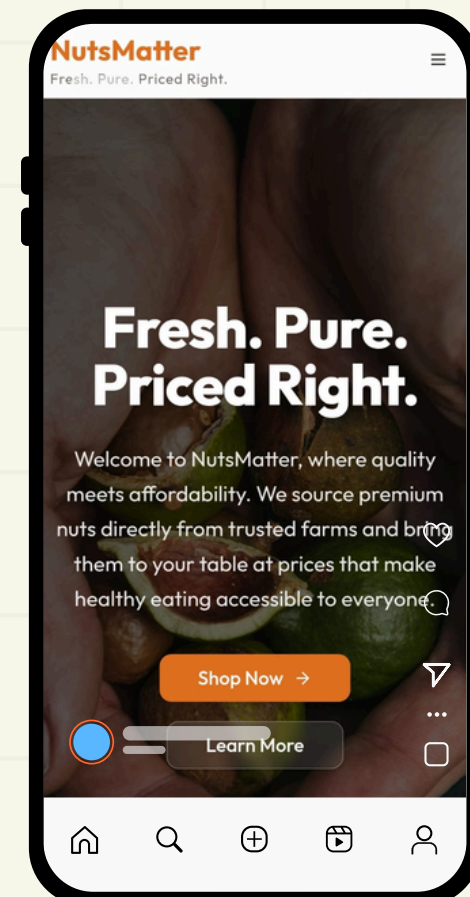 NutsMatter
Fresh. Pure. Priced Right.
Fresh. Pure.
Priced Right.
Welcome to NutsMatter, where quality
meets affordability. We source premium
nuts directly from trusted farms and bring
them to your table at prices that make
healthy eating accessible to everyone.
Shop Now →
Learn More